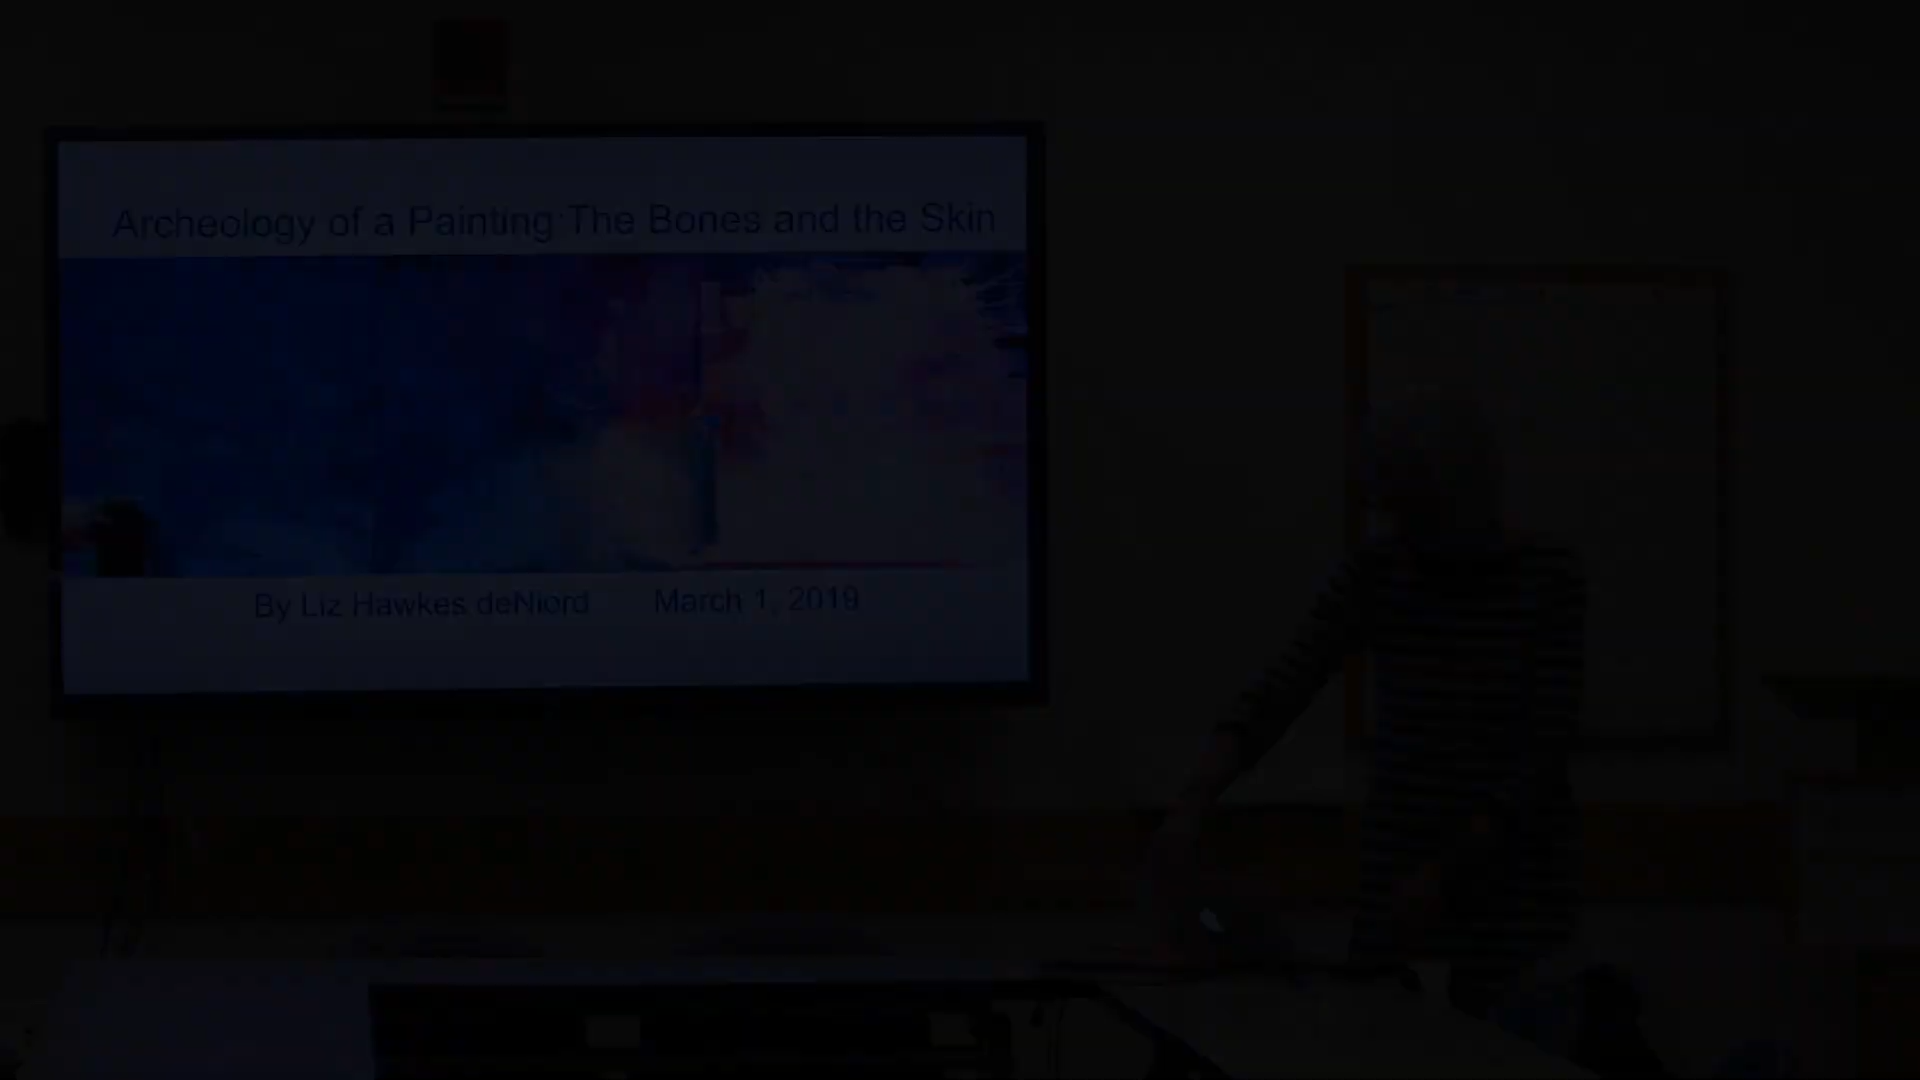 Archeology of a Painting:The Bones and the Skin
By Liz Hawkes deNiord March 1, 2019